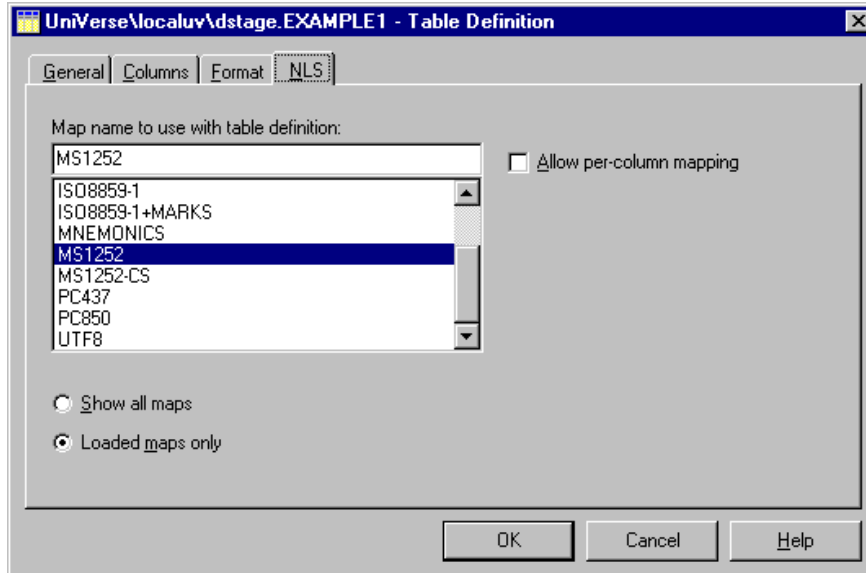 UniVerse\localuv\dstage.EXAMPLE1 - Table Definition
General Columns Format NLS
Map name to use with table definition:
MS1252
Allow per-column mapping
ISO8859-1
ISO8859-1+MARKS
MNEMONICS
MS1252
MS1252-CS
PC437
PC850
UTF8
Show all maps
Loaded maps only
OK Cancel Help